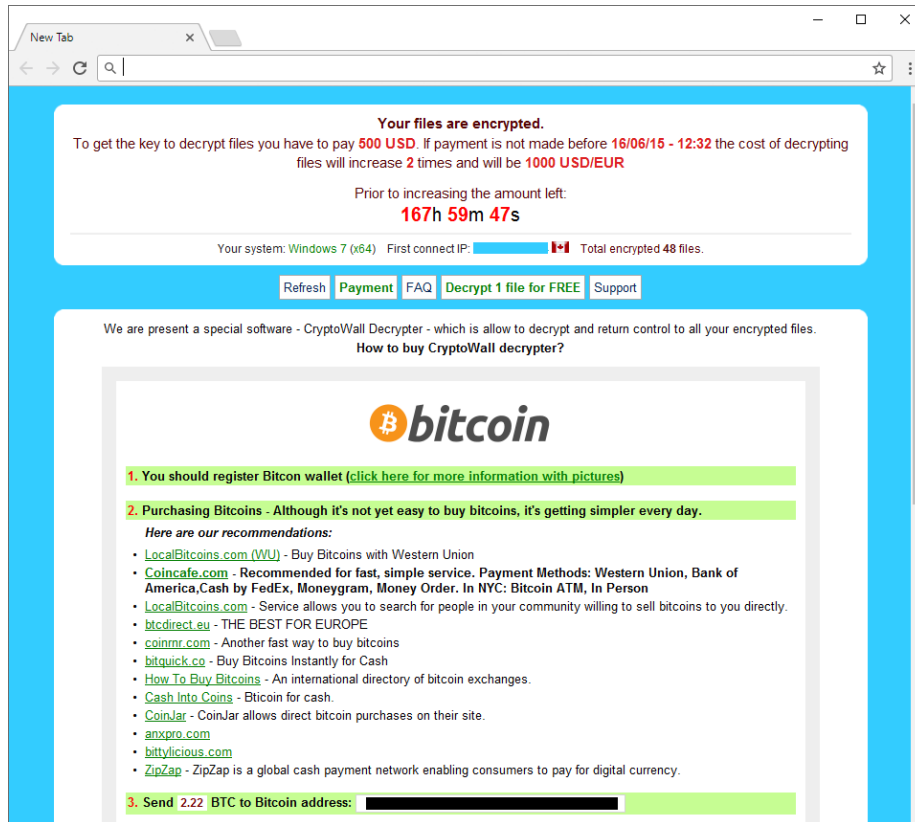 New Tab
Your files are encrypted.
To get the key to decrypt files you have to pay 500 USD. If payment is not made before 16/06/15 - 12:32 the cost of decrypting
files will increase 2 times and will be 1000 USD/EUR
Prior to increasing the amount left:
167h 59m 47s
Your system: Windows 7 (x64) First connect IP: Total encrypted 48 files.
Refresh Payment FAQ Decrypt 1 file for FREE Support
We are present a special software - CryptoWall Decrypter - which is allow to decrypt and return control to all your encrypted files.
How to buy CryptoWall decrypter?
bitcoin
1. You should register Bitcon wallet (click here for more information with pictures)
2. Purchasing Bitcoins - Although it's not yet easy to buy bitcoins, it's getting simpler every day.
Here are our recommendations:
• LocalBitcoins.com (WU) - Buy Bitcoins with Western Union
• Coincafe.com - Recommended for fast, simple service. Payment Methods: Western Union, Bank of
America,Cash by FedEx, Moneygram, Money Order. In NYC: Bitcoin ATM, In Person
• LocalBitcoins.com - Service allows you to search for people in your community willing to sell bitcoins to you directly.
• btcdirect.eu - THE BEST FOR EUROPE
• coinrnr.com - Another fast way to buy bitcoins
• bitquick.co - Buy Bitcoins Instantly for Cash
• How To Buy Bitcoins - An international directory of bitcoin exchanges.
• Cash Into Coins - Bticoin for cash.
• CoinJar - CoinJar allows direct bitcoin purchases on their site.
• anxpro.com
• bittylicious.com
• ZipZap - ZipZap is a global cash payment network enabling consumers to pay for digital currency.
3. Send 2.22 BTC to Bitcoin address: